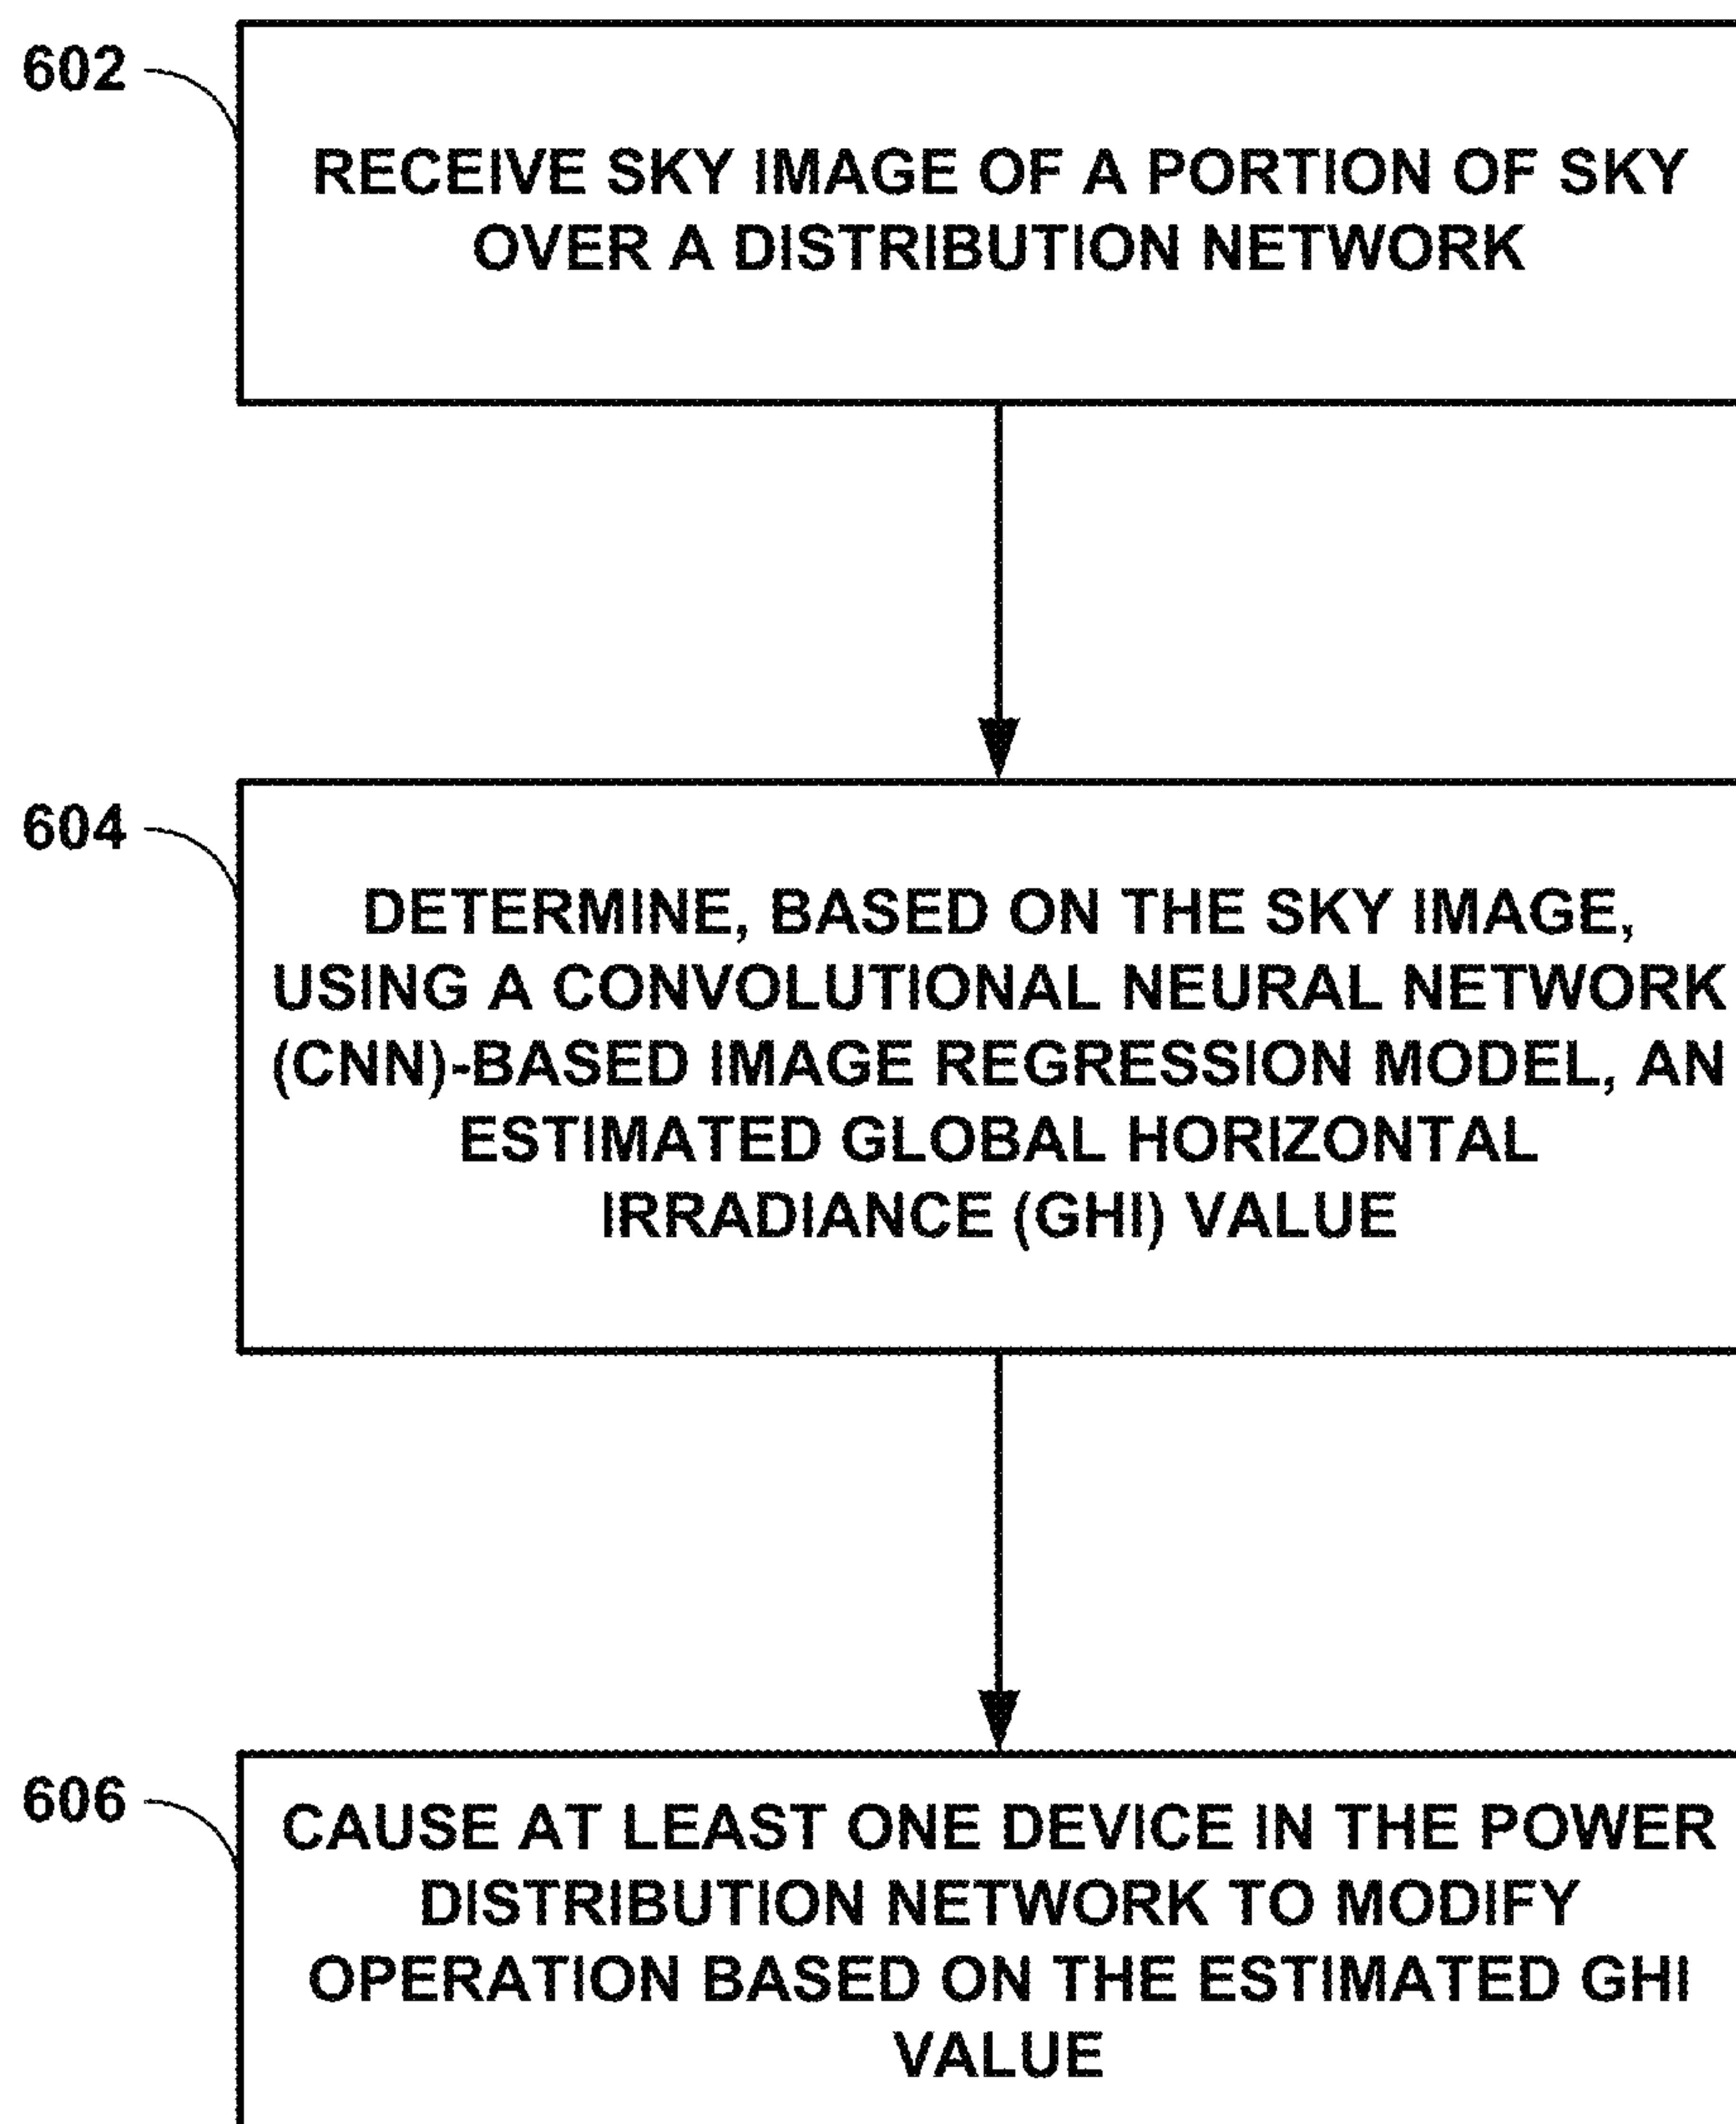 602
RECEIVE SKY IMAGE OF A PORTION OF SKY
OVER A DISTRIBUTION NETWORK
604
DETERMINE, BASED ON THE SKY IMAGE,
USING A CONVOLUTIONAL NEURAL NETWORK
(CNN)-BASED IMAGE REGRESSION MODEL, AN
ESTIMATED GLOBAL HORIZONTAL
IRRADIANCE (GHI) VALUE
606
CAUSE AT LEAST ONE DEVICE IN THE POWER
DISTRIBUTION NETWORK TO MODIFY
OPERATION BASED ON THE ESTIMATED GHI
VALUE